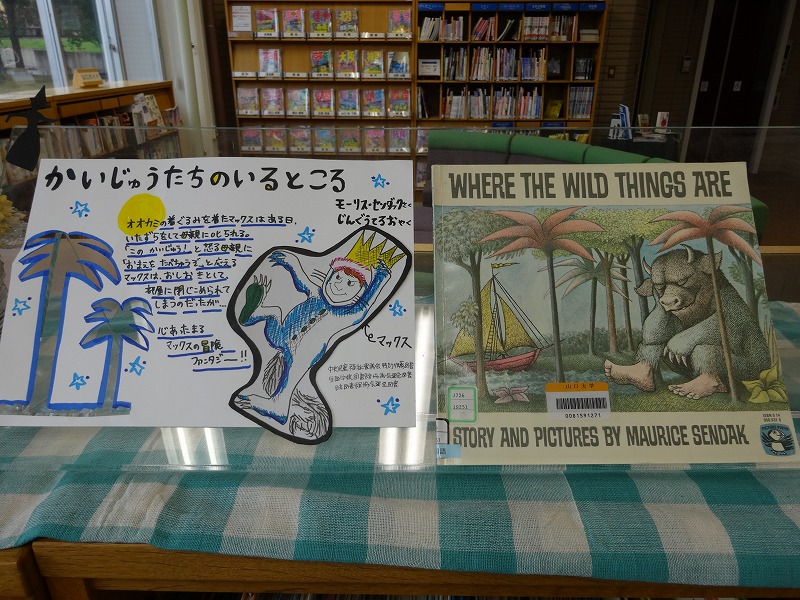 かいじゅうたちのいるところ
モーリス・センダック さく
じんぐうてるお やく
オオカミの着ぐるみを着たマックスはある日、
いたずらをして母親に叱られる。
「この かいじゅう!」と怒る母親に
「おまえを たべちゃうぞ」と応える
マックスは、おしおきとして
部屋に閉じこめられて
しまうのだったが…
心あたたまる
マックスの冒険
ファンタジー!!
マックス
WHERE THE WILD THINGS ARE
STORY AND PICTURES BY MAURICE SENDAK
山口大学
0081591271
J726